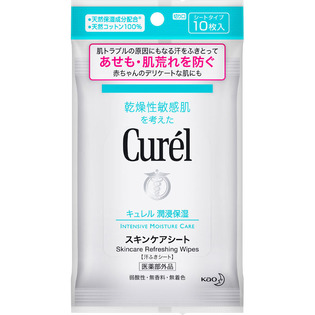 ・天然保湿成分配合*
・天然コットン100%
シートタイプ
10枚入
肌トラブルの原因にもなる汗をふきとって
あせも・肌荒れを防ぐ
赤ちゃんのデリケートな肌にも
乾燥性敏感肌
を考えた
Curél
キュレル 潤浸保湿
INTENSIVE MOISTURE CARE
スキンケアシート
Skincare Refreshing Wipes
【汗ふきシート】
医薬部外品
弱酸性・無香料・無着色
Kao